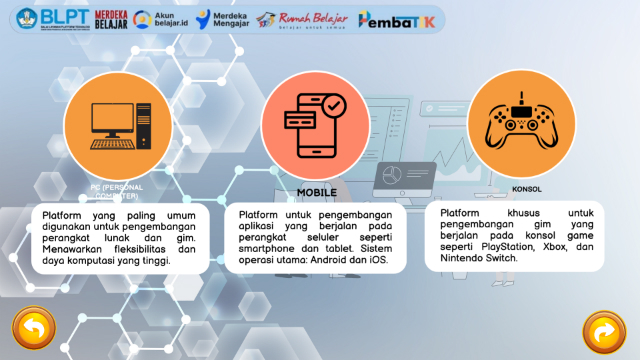 BLPT
MERDEKA
BELAJAR
Akun
belajar.id
Merdeka
Mengajar
Rumah Belajar
belajar untuk semua
PembaTIK
PC (PERSONAL
COMPUTER)
Platform yang paling umum
digunakan untuk pengembangan
perangkat lunak dan gim.
Menawarkan fleksibilitas dan
daya komputasi yang tinggi.
MOBILE
Platform untuk pengembangan
aplikasi yang berjalan pada
perangkat seluler seperti
smartphone dan tablet. Sistem
operasi utama: Android dan iOS.
KONSOL
Platform khusus untuk
pengembangan gim yang
berjalan pada konsol game
seperti PlayStation, Xbox, dan
Nintendo Switch.